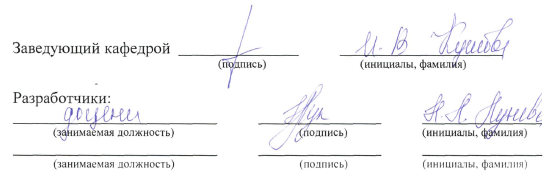 Заведующий кафедрой И. В
(подпись) (инициалы, фамилия)
Разработчики:
доцент
(занимаемая должность) (подпись) (инициалы, фамилия)
(занимаемая должность) (подпись) (инициалы, фамилия)